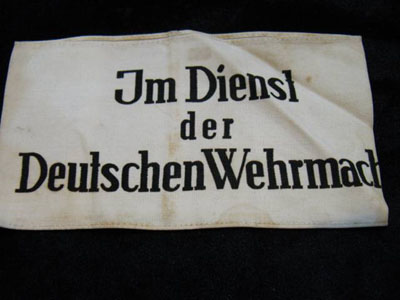 Im Dienst
der
Deutschen Wehrmach